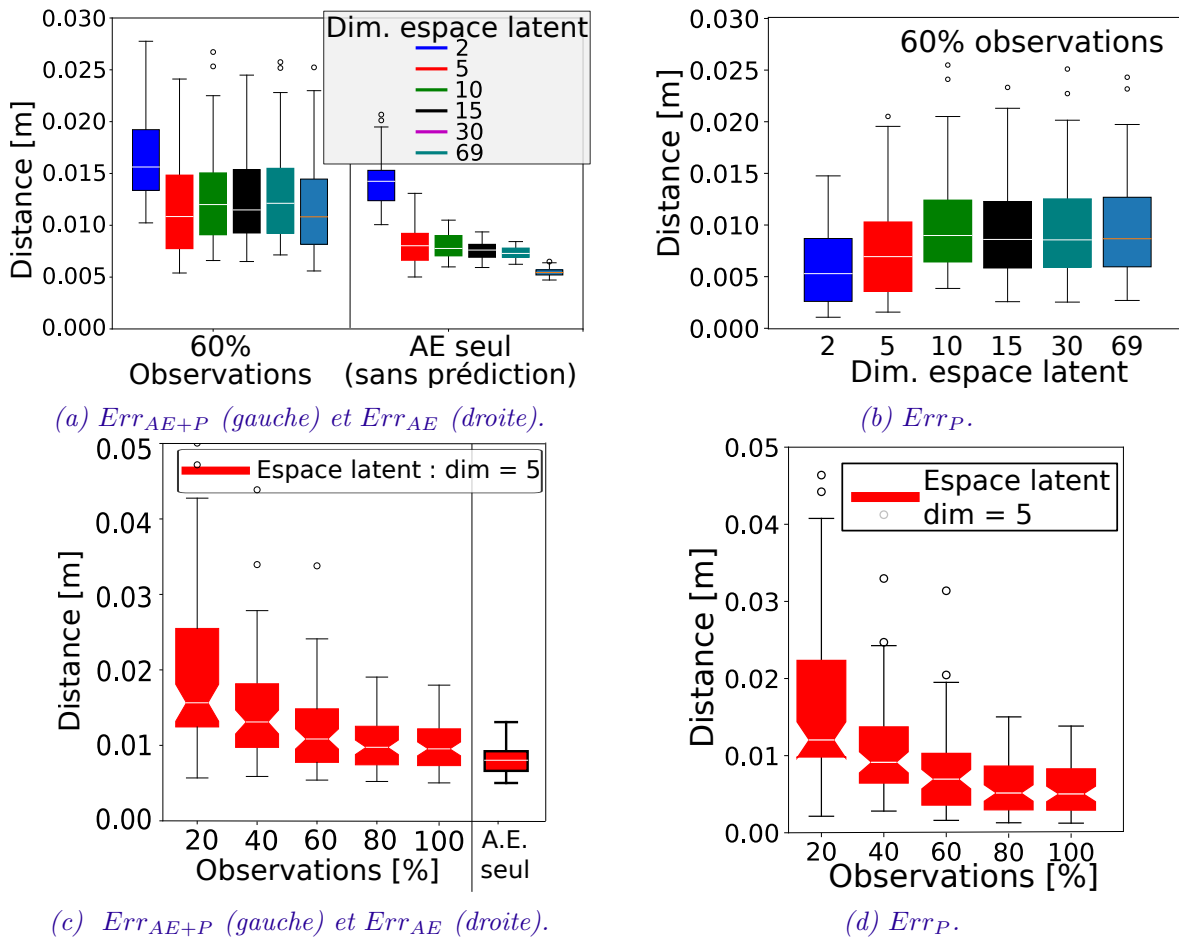 0.030
0.025
0.020
0.015
0.010
0.005
0.000
Distance [m]
Dim. espace latent
2
5
10
15
30
69
60%
Observations
AE seul
(sans prédiction)
(a) Err_{AE+P} (gauche) et Err_{AE} (droite).
0.030
0.025
0.020
0.015
0.010
0.005
0.000
Distance [m]
60% observations
2 5 10 15 30 69
Dim. espace latent
(b) Err_P.
0.05
0.04
0.03
0.02
0.01
0.00
Distance [m]
Espace latent : dim = 5
20 40 60 80 100
Observations [%]
A.E.
seul
(c) Err_{AE+P} (gauche) et Err_{AE} (droite).
0.05
0.04
0.03
0.02
0.01
0.00
Distance [m]
Espace latent
dim = 5
20 40 60 80 100
Observations [%]
(d) Err_P.